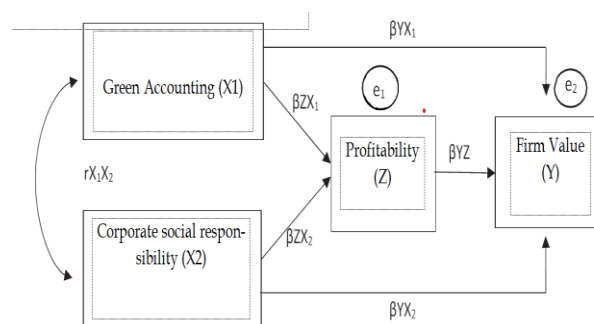 βYX₁
Green Accounting (X1)
βZX₁
e₁
e₂
Profitability
(Z)
βYZ
Firm Value
(Y)
rX₁X₂
Corporate social respon-
sibility (X2)
βZX₂
βYX₂